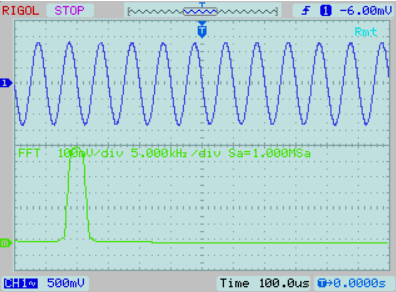 RIGOL STOP T f 1 -6.00mV
T
Rmt
1
FFT 100mV/div 5.000kHz/div Sa=1.000MSa
CH1~ 500mV Time 100.0us T→0.0000s